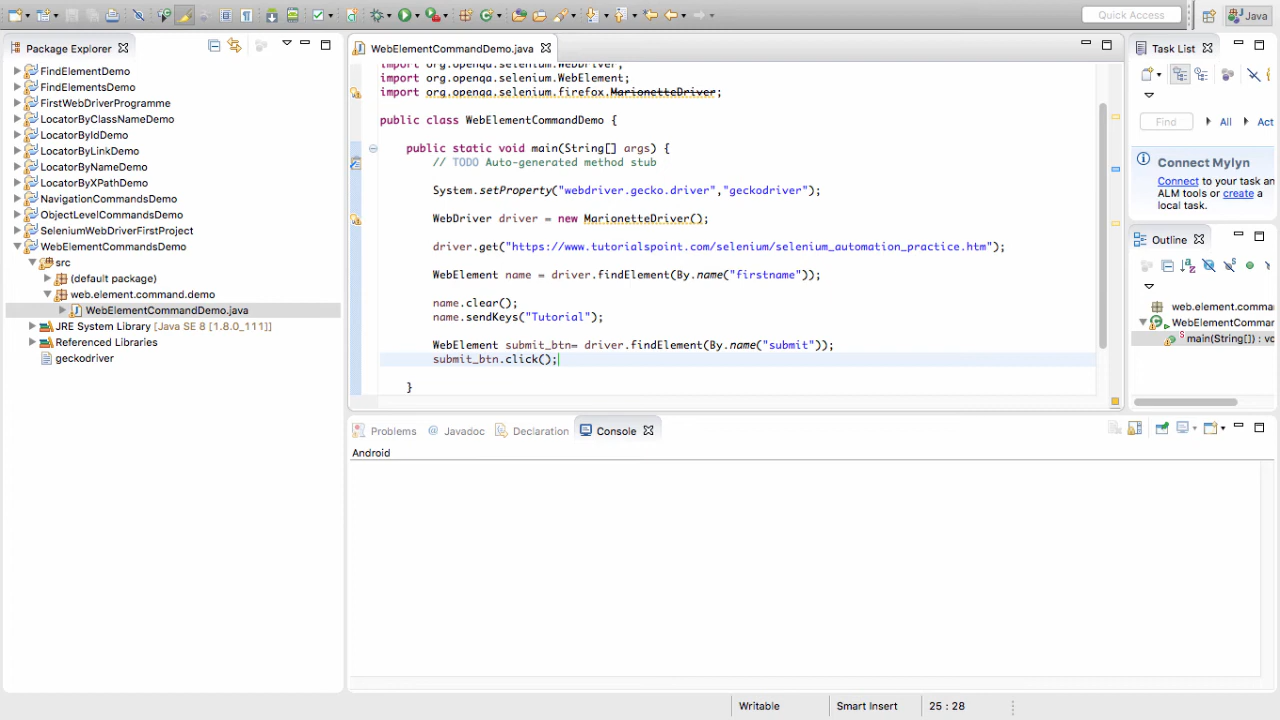 Quick Access
Java
Package Explorer
FindElementDemo
FindElementsDemo
FirstWebDriverProgramme
LocatorByClassNameDemo
LocatorByIdDemo
LocatorByLinkDemo
LocatorByNameDemo
LocatorByXPathDemo
NavigationCommandsDemo
ObjectLevelCommandsDemo
SeleniumWebDriverFirstProject
WebElementCommandsDemo
src
(default package)
web.element.command.demo
WebElementCommandDemo.java
JRE System Library [Java SE 8 [1.8.0_111]]
Referenced Libraries
geckodriver
WebElementCommandDemo.java
import org.openqa.selenium.WebDriver;
import org.openqa.selenium.WebElement;
import org.openqa.selenium.firefox.MarionetteDriver;
public class WebElementCommandDemo {
public static void main(String[] args) {
// TODO Auto-generated method stub
System.setProperty("webdriver.gecko.driver","geckodriver");
WebDriver driver = new MarionetteDriver();
driver.get("https://www.tutorialspoint.com/selenium/selenium_automation_practice.htm");
WebElement name = driver.findElement(By.name("firstname"));
name.clear();
name.sendKeys("Tutorial");
WebElement submit_btn= driver.findElement(By.name("submit"));
submit_btn.click();
}
Task List
Find
All
Act
Connect Mylyn
Connect to your task an
ALM tools or create a
local task.
Outline
web.element.comma
WebElementCommar
main(String[]) : vo
Problems
Javadoc
Declaration
Console
Android
Writable
Smart Insert
25 : 28